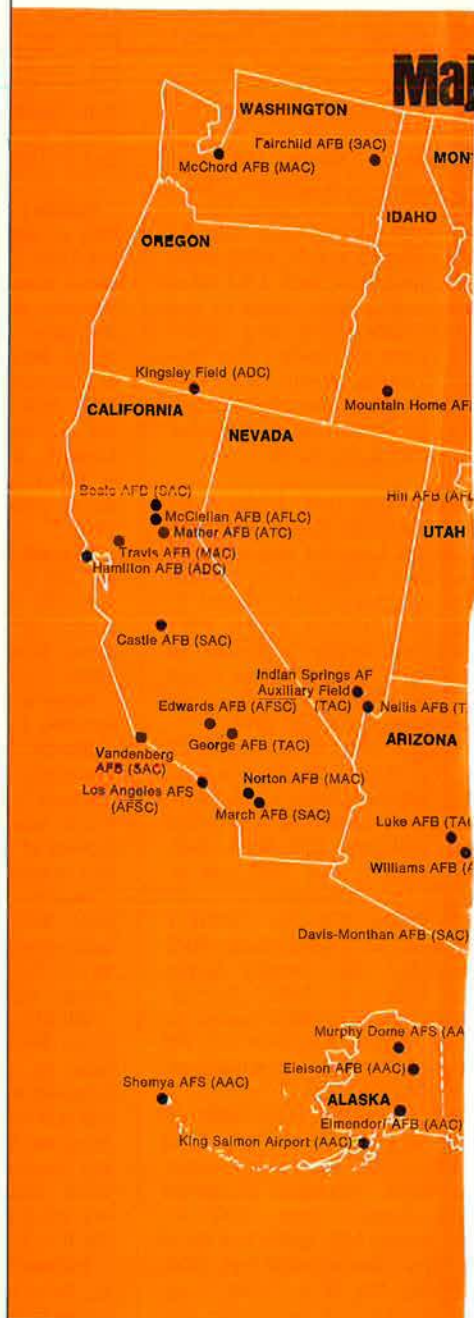 Maj
WASHINGTON
Fairchild AFB (SAC)
McChord AFB (MAC)
MON
IDAHO
OREGON
Kingsley Field (ADC)
Mountain Home AF
CALIFORNIA
NEVADA
Beale AFB (SAC)
Hill AFB (AFL
McClellan AFB (AFLC)
Mather AFB (ATC)
UTAH
Travis AFB (MAC)
Hamilton AFB (ADC)
Castle AFB (SAC)
Indian Springs AF
Auxiliary Field
(TAC)
Nellis AFB (T
Edwards AFB (AFSC)
George AFB (TAC)
ARIZONA
Vandenberg
AFB (SAC)
Los Angeles AFS
(AFSC)
Norton AFB (MAC)
March AFB (SAC)
Luke AFB (TAC
Williams AFB (A
Davis-Monthan AFB (SAC)
Murphy Dome AFS (AA
Eielson AFB (AAC)
Shemya AFS (AAC)
ALASKA
Elmendorf AFB (AAC)
King Salmon Airport (AAC)